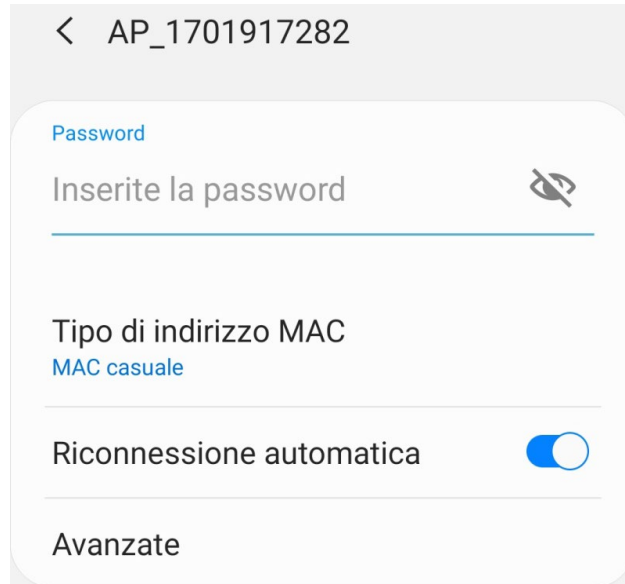 AP_1701917282
Password
Inserite la password
Tipo di indirizzo MAC
MAC casuale
Riconnessione automatica
Avanzate